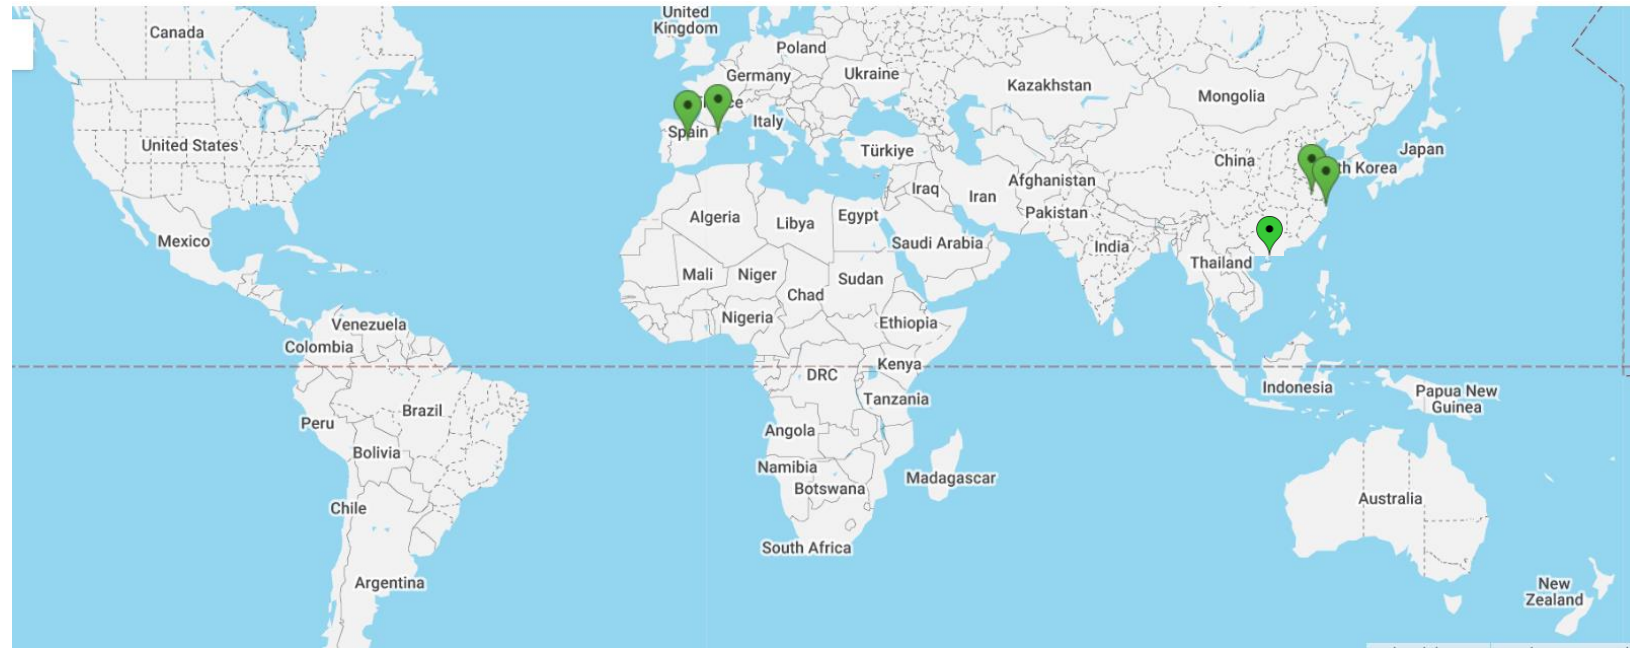 Canada
United States
Mexico
Venezuela
Colombia
Brazil
Peru
Bolivia
Chile
Argentina
United
Kingdom
Poland
Germany
Ukraine
Spain
Italy
Türkiye
Kazakhstan
Mongolia
China
Japan
Korea
Afghanistan
Iraq
Iran
Pakistan
India
Thailand
Algeria
Libya
Egypt
Saudi Arabia
Mali
Niger
Chad
Sudan
Nigeria
Ethiopia
DRC
Kenya
Tanzania
Angola
Namibia
Botswana
Madagascar
South Africa
Indonesia
Papua New
Guinea
Australia
New
Zealand